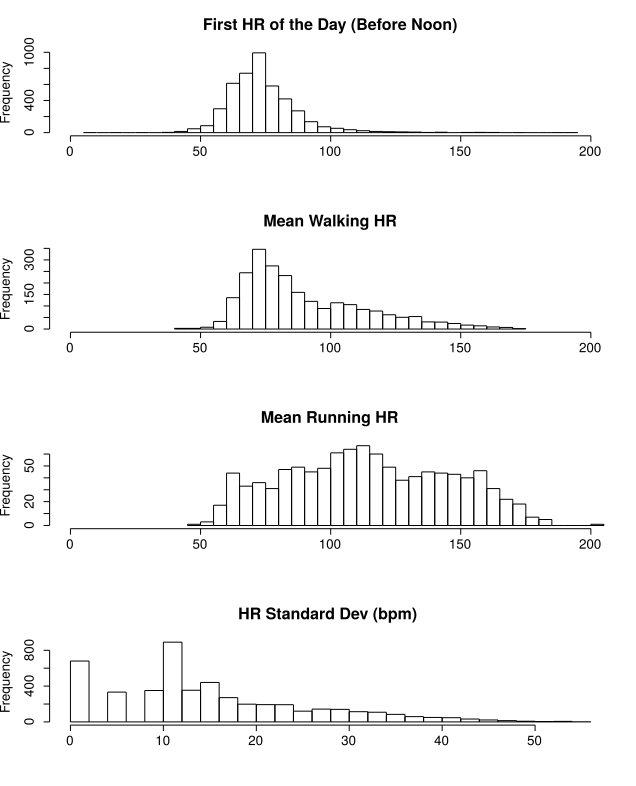 First HR of the Day (Before Noon)
Frequency
0 400 1000
0 50 100 150 200
Mean Walking HR
Frequency
0 150 300
0 50 100 150 200
Mean Running HR
Frequency
0 20 50
0 50 100 150 200
HR Standard Dev (bpm)
Frequency
0 400 800
0 10 20 30 40 50